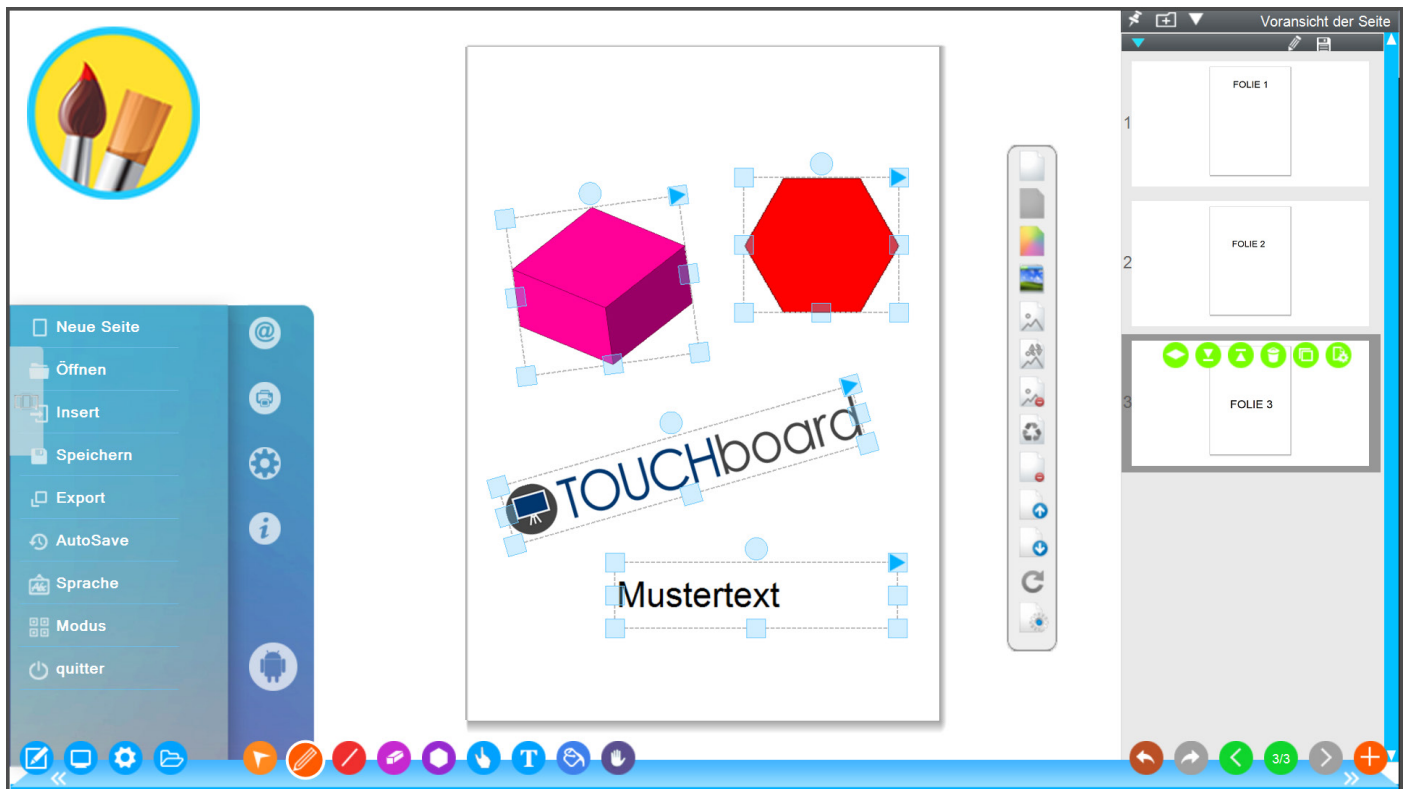 Voransicht der Seite
FOLIE 1
1
FOLIE 2
2
FOLIE 3
3
Neue Seite
Öffnen
Insert
Speichern
Export
AutoSave
Sprache
Modus
quitter
TOUCHboard
Mustertext
T
3/3